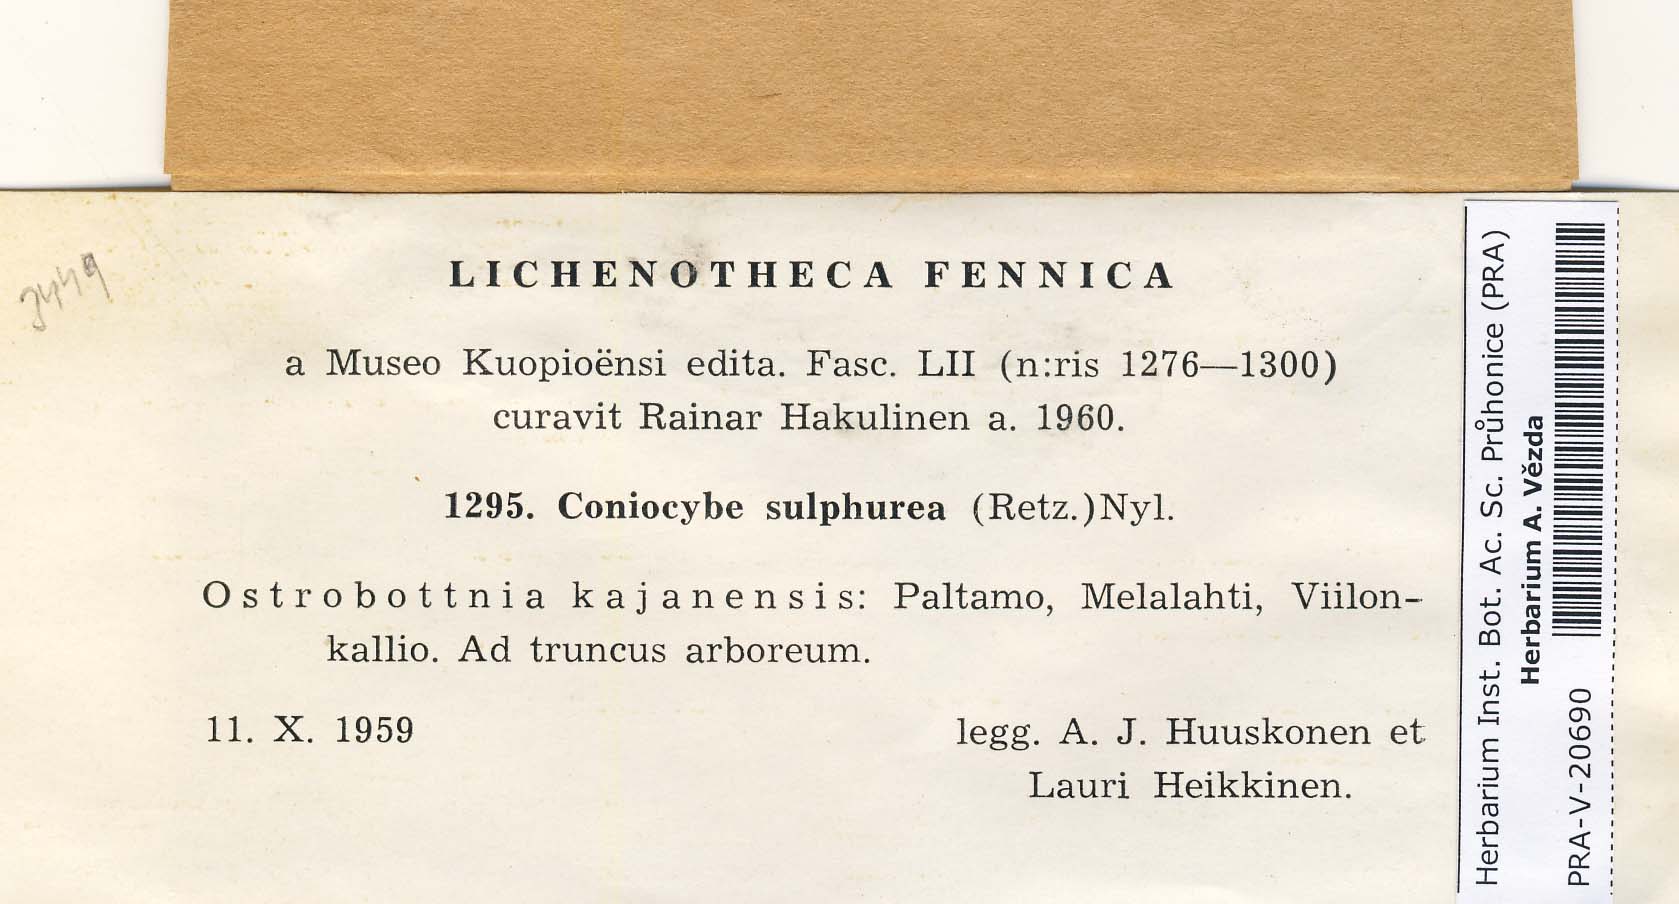 3449
LICHENOTHECA FENNICA
a Museo Kuopioënsi edita. Fasc. LII (n:ris 1276—1300)
curavit Rainar Hakulinen a. 1960.
1295. Coniocybe sulphurea (Retz.)Nyl.
Ostrobottnia kajanensis: Paltamo, Melalahti, Viilon-
kallio. Ad truncus arboreum.
11. X. 1959
legg. A. J. Huuskonen et
Lauri Heikkinen.
Herbarium Inst. Bot. Ac. Sc. Průhonice (PRA)
Herbarium A. Vězda
PRA-V-20690